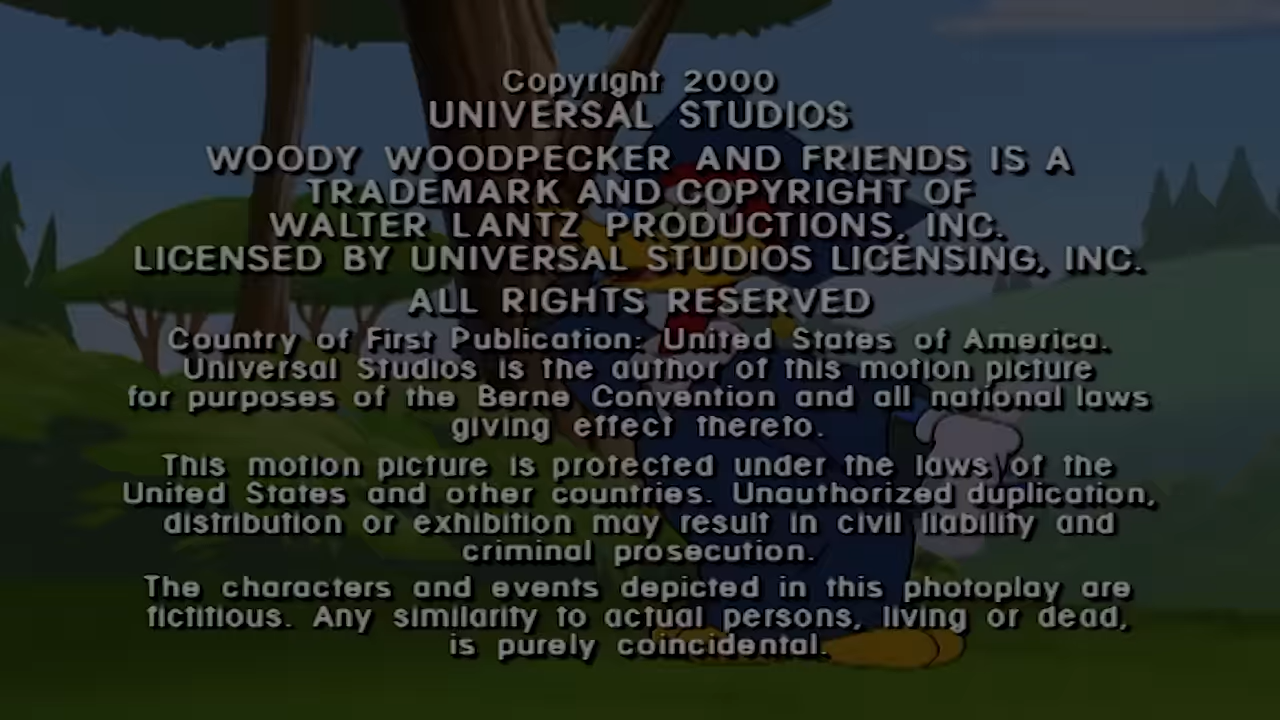 Copyright 2000
UNIVERSAL STUDIOS
WOODY WOODPECKER AND FRIENDS IS A
TRADEMARK AND COPYRIGHT OF
WALTER LANTZ PRODUCTIONS, INC.
LICENSED BY UNIVERSAL STUDIOS LICENSING, INC.
ALL RIGHTS RESERVED
Country of First Publication: United States of America.
Universal Studios is the author of this motion picture
for purposes of the Berne Convention and all national laws
giving effect thereto.
This motion picture is protected under the laws of the
United States and other countries. Unauthorized duplication,
distribution or exhibition may result in civil liability and
criminal prosecution.
The characters and events depicted in this photoplay are
fictitious. Any similarity to actual persons, living or dead,
is purely coincidental.